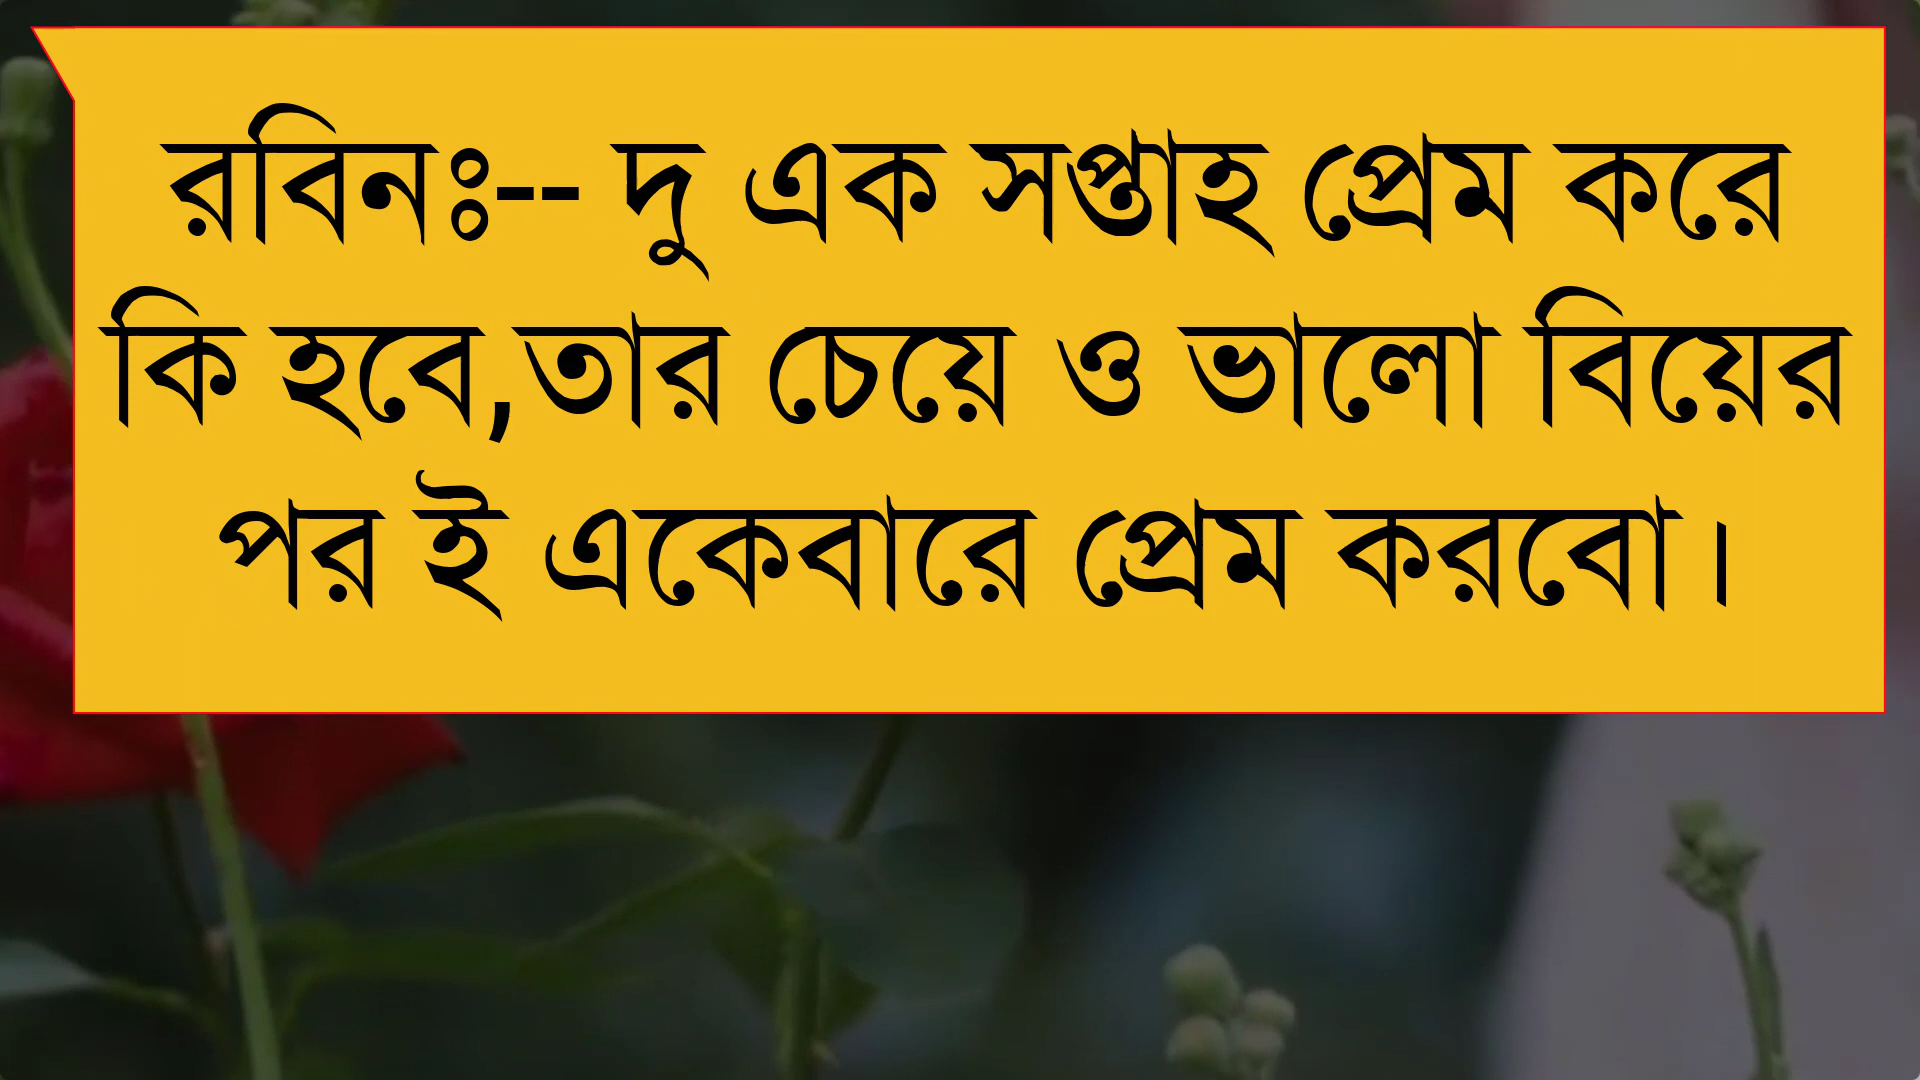 রবিনঃ-- দু এক সপ্তাহ প্রেম করে
কি হবে,তার চেয়ে ও ভালো বিয়ের
পর ই একেবারে প্রেম করবো।